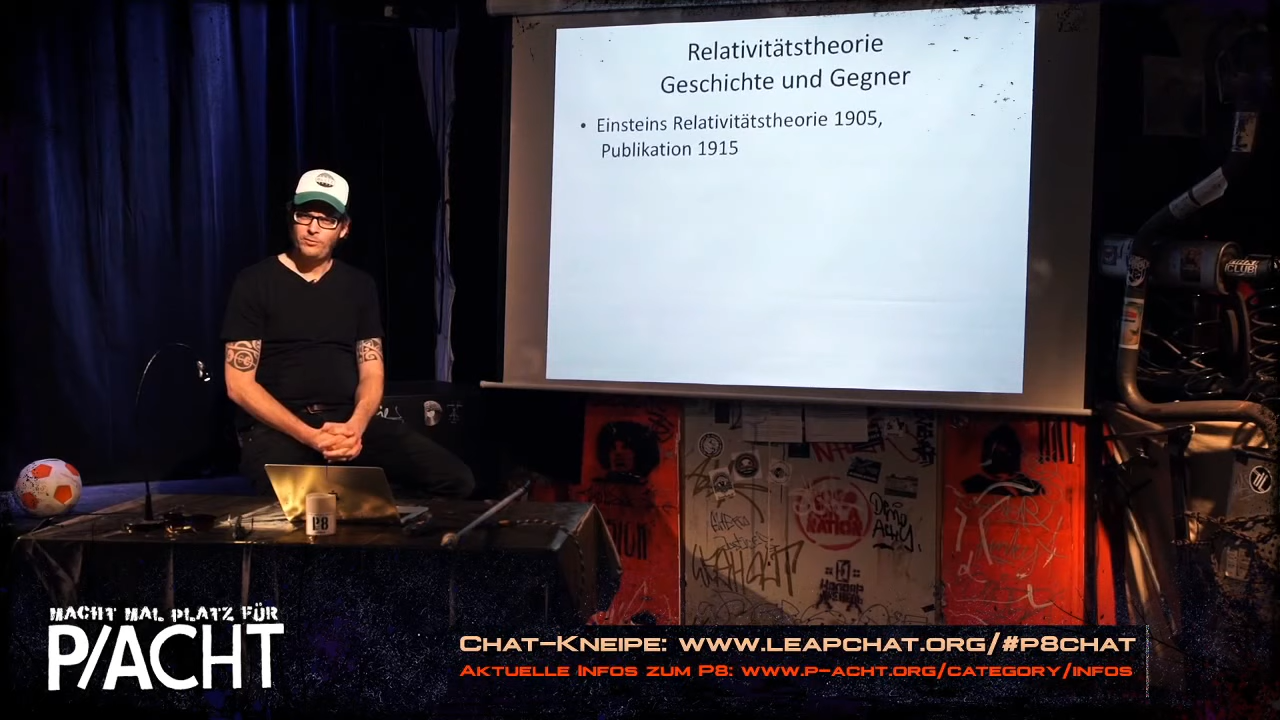 Relativitätstheorie
Geschichte und Gegner
• Einsteins Relativitätstheorie 1905,
Publikation 1915
P8
CLUB
MACHT MAL PLATZ FÜR
P/ACHT
Chat-Kneipe: www.leapchat.org/#p8chat
Aktuelle Infos zum P8: www.p-acht.org/category/infos